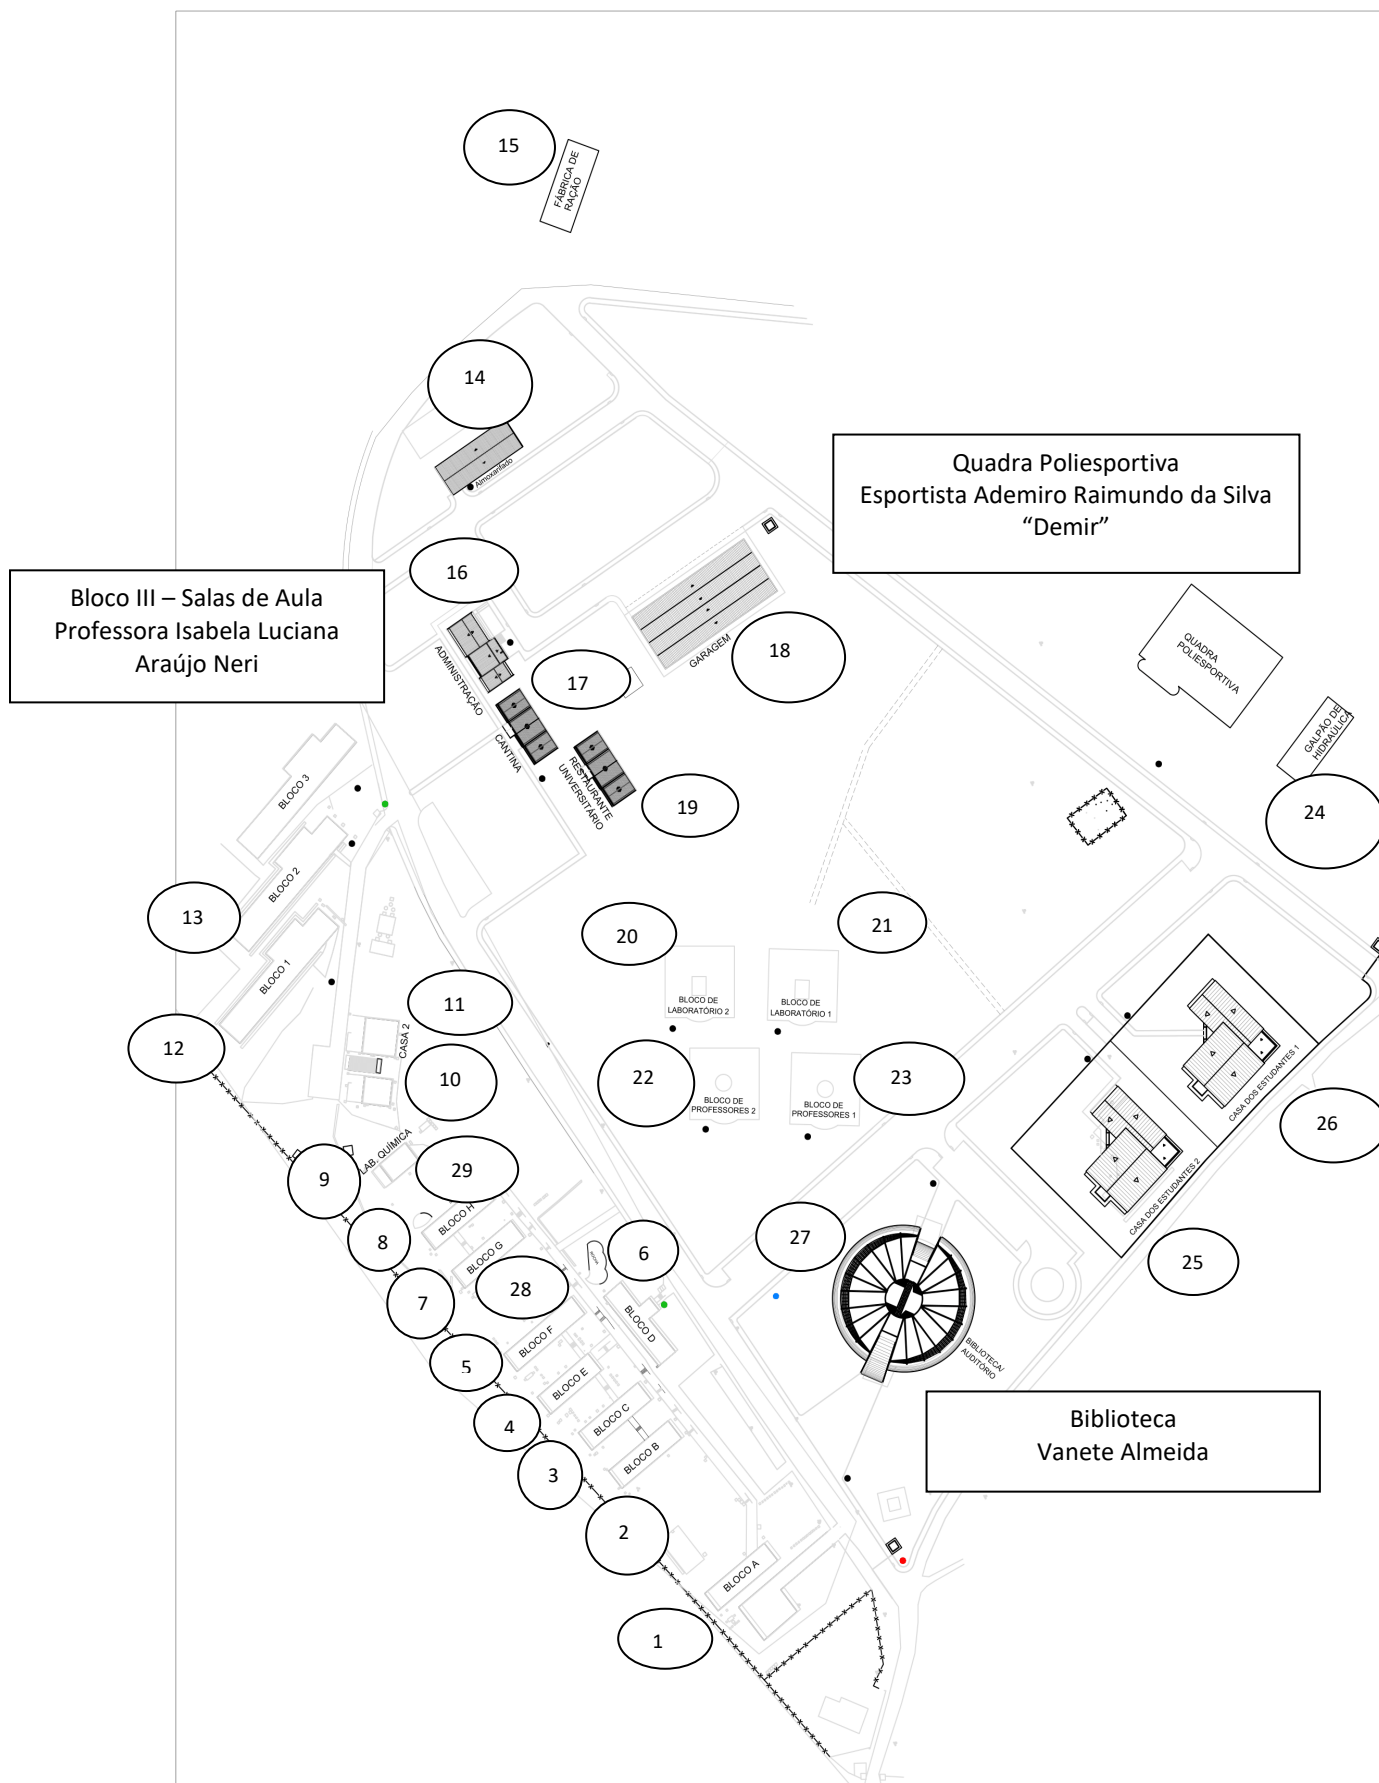 15
FÁBRICA DE
RAÇÃO
14
Almoxarifado
Quadra Poliesportiva
Esportista Ademiro Raimundo da Silva
“Demir”
16
Bloco III – Salas de Aula
Professora Isabela Luciana
Araújo Neri
ADMINISTRAÇÃO
17
GARAGEM
18
QUADRA
POLIESPORTIVA
GALPÃO DE
HIDRAÚLICA
CANTINA
RESTAURANTE
UNIVERSITÁRIO
19
24
BLOCO 3
BLOCO 2
13
BLOCO 1
20
21
BLOCO DE
LABORATÓRIO 2
BLOCO DE
LABORATÓRIO 1
11
CASA 2
12
10
22
BLOCO DE
PROFESSORES 2
BLOCO DE
PROFESSORES 1
23
CASA DOS ESTUDANTES 1
26
LAB. QUÍMICA
9
29
CASA DOS ESTUDANTES 2
25
8
BLOCO H
BLOCO G
6
27
7
28
BLOCO F
BLOCO D
BIBLIOTECA/
AUDITÓRIO
5
BLOCO E
4
BLOCO C
BLOCO B
3
Biblioteca
Vanete Almeida
2
BLOCO A
1